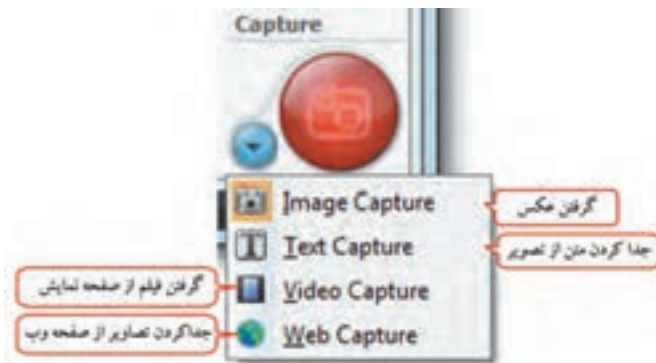 Capture
Image Capture
گرفتن عکس
Text Capture
جدا کردن متن از تصویر
Video Capture
گرفتن فیلم از صفحه نمایش
Web Capture
جداکردن تصاویر از صفحه وب